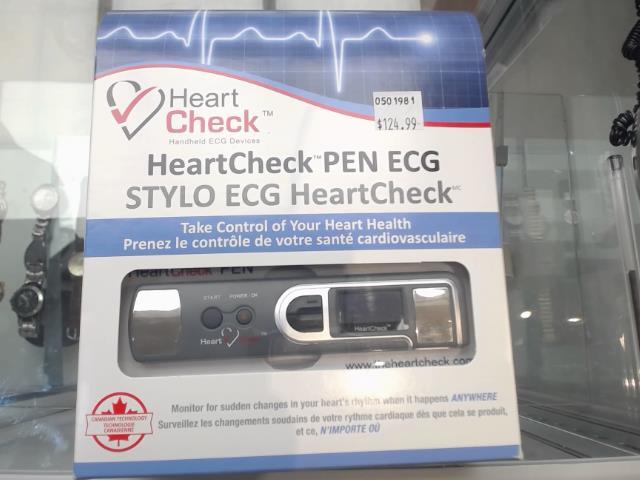 Heart
Check™
Handheld ECG Devices
0501981
$124.99
HeartCheck™ PEN ECG
STYLO ECG HeartCheck MC
Take Control of Your Heart Health
Prenez le contrôle de votre santé cardiovasculaire
HeartCheck PEN
START POWER / OK
Heart
HeartCheck
www.theheartcheck.com
CANADIAN TECHNOLOGY
TECHNOLOGIE CANADIENNE
Monitor for sudden changes in your heart's rhythm when it happens ANYWHERE
Surveillez les changements soudains de votre rythme cardiaque dès que cela se produit,
et ce, N'IMPORTE OÙ